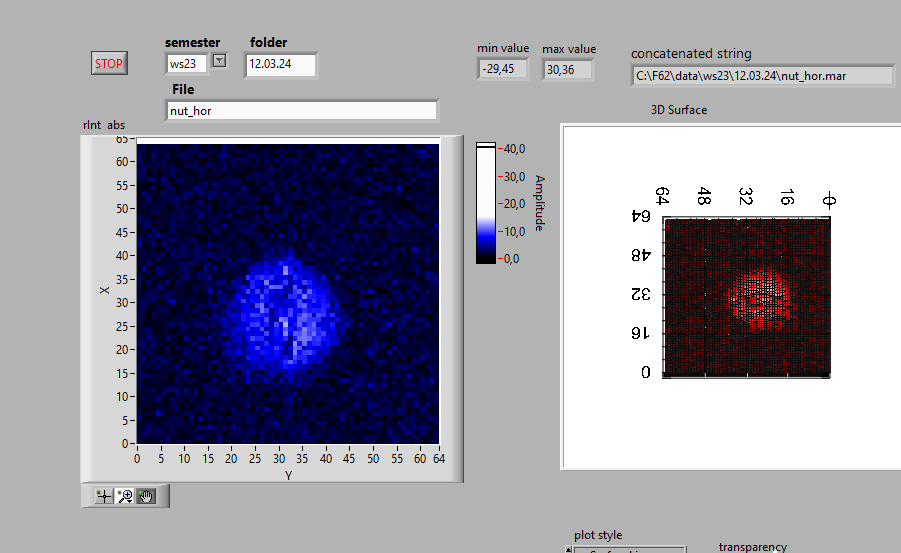 semester folder
min value max value
concatenated string
STOP
ws23
12.03.24
-29,45
30,36
C:\F62\data\ws23\12.03.24\nut_hor.mar
File
nut_hor
3D Surface
rInt abs
65
60
55
50
45
40
35
30
25
20
15
10
5
0
X
0 5 10 15 20 25 30 35 40 45 50 55 60 64
Y
40,0
30,0
20,0
10,0
0,0
Amplitude
64 48 32 16 0
64
48
32
16
0
plot style
transparency